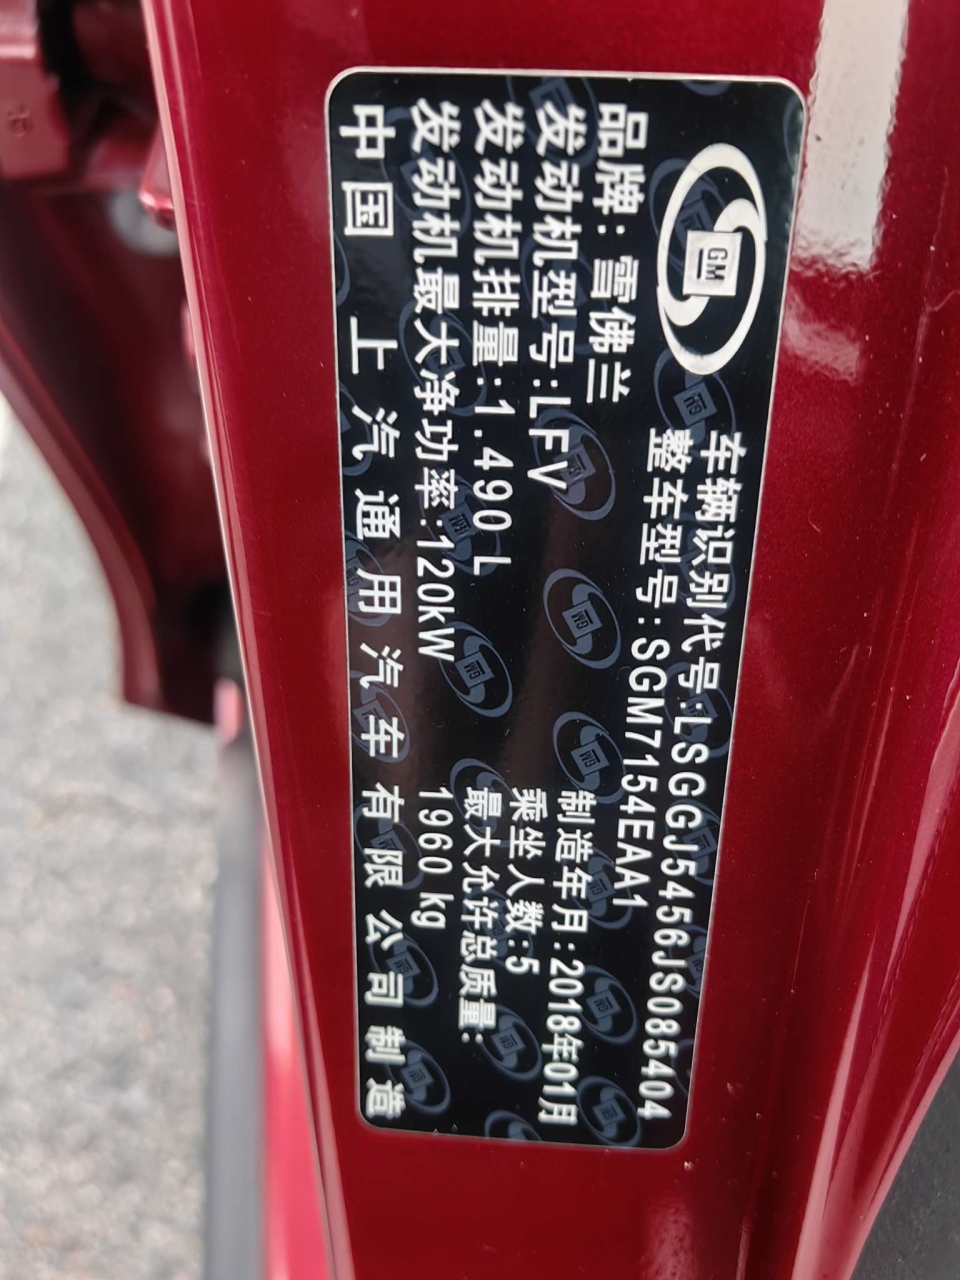 GM
车辆识别代号:LSGGJ5456JS085404
整车型号:SGM7154EAA1
品牌:雪佛兰
发动机型号:LFV
制造年月:2018年01月
发动机排量:1.490L
乘坐人数:5
发动机最大净功率:120kW
最大允许总质量:
1960kg
中国 上汽通用汽车有限公司制造